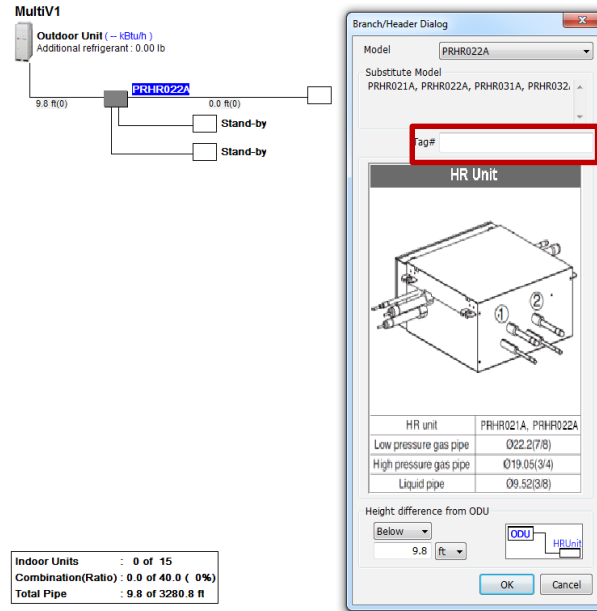 MultiV1
Outdoor Unit ( -- kBtu/h )
Additional refrigerant : 0.00 lb
PRHR022A
9.8 ft(0)
0.0 ft(0)
Stand-by
Stand-by
Indoor Units : 0 of 15
Combination(Ratio) : 0.0 of 40.0 ( 0%)
Total Pipe : 9.8 of 3280.8 ft
Branch/Header Dialog
x
Model PRHR022A
Substitute Model
PRHR021A, PRHR022A, PRHR031A, PRHR032
Tag#
HR Unit
① ②
HR unit PRHR021A, PRHR022A
Low pressure gas pipe Ø22.2(7/8)
High pressure gas pipe Ø19.05(3/4)
Liquid pipe Ø9.52(3/8)
Height difference from ODU
Below
9.8 ft
ODU
HRUnit
OK Cancel